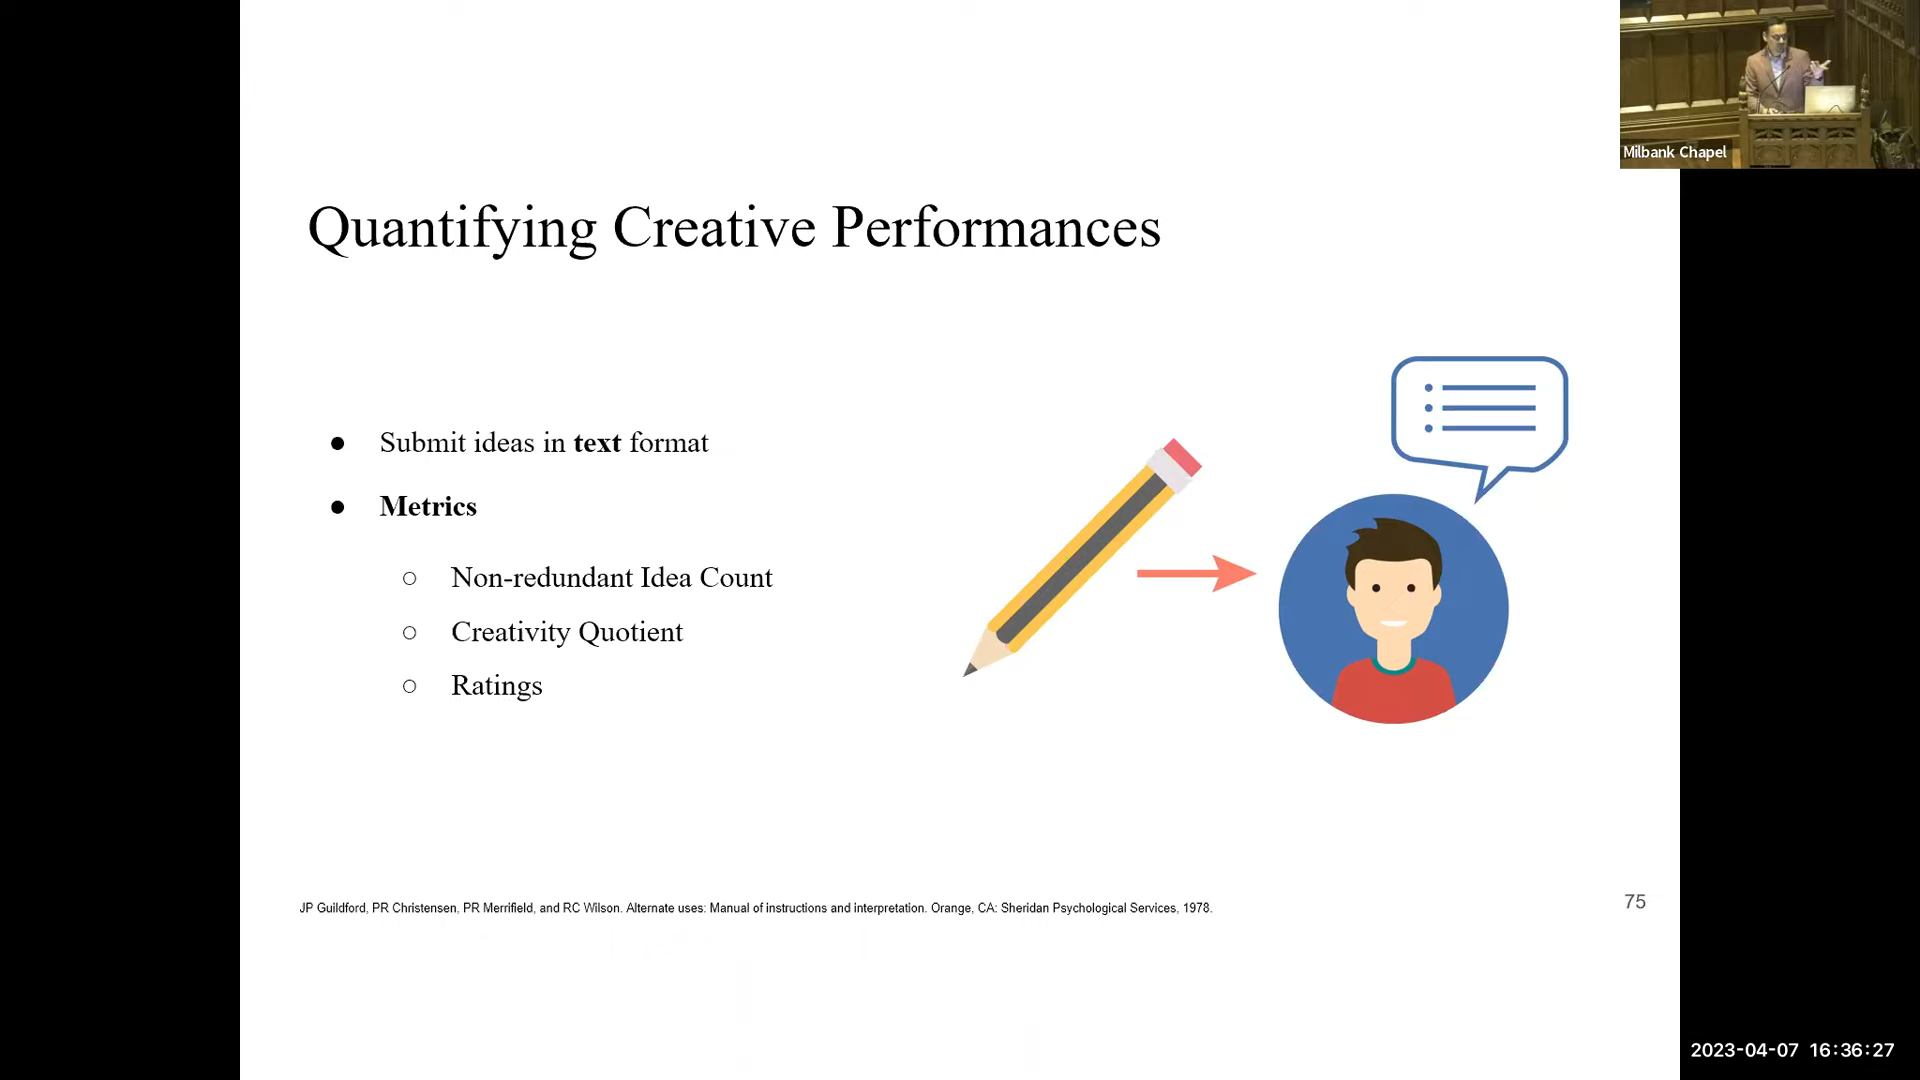 Milbank Chapel
Quantifying Creative Performances
● Submit ideas in text format
● Metrics
○ Non-redundant Idea Count
○ Creativity Quotient
○ Ratings
JP Guildford, PR Christensen, PR Merrifield, and RC Wilson. Alternate uses: Manual of instructions and interpretation. Orange, CA: Sheridan Psychological Services, 1978.
75
2023-04-07 16:36:27